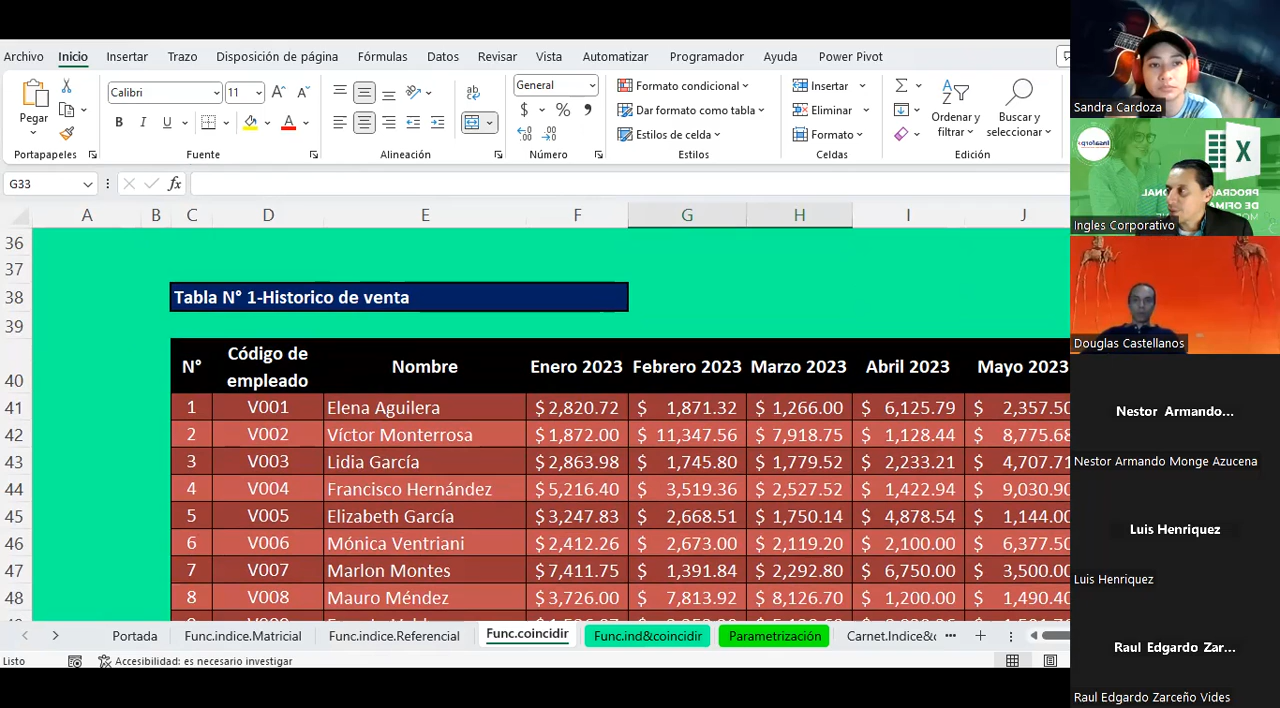 Archivo Inicio Insertar Trazo Disposición de página Fórmulas Datos Revisar Vista Automatizar Programador Ayuda Power Pivot
Pegar
Portapapeles
Calibri 11
N K S
Fuente
Alineación
General
$ % 
Número
Formato condicional
Dar formato como tabla
Estilos de celda
Estilos
Insertar
Eliminar
Formato
Celdas
Ordenar y filtrar
Buscar y seleccionar
Edición
G33
fx
A B C D E F G H I J
36
37
38 Tabla N° 1-Historico de venta
39
40 N° Código de empleado Nombre Enero 2023 Febrero 2023 Marzo 2023 Abril 2023 Mayo 2023
41 1 V001 Elena Aguilera $ 2,820.72 $ 1,871.32 $ 1,266.00 $ 6,125.79 $ 2,357.50
42 2 V002 Víctor Monterrosa $ 1,872.00 $ 11,347.56 $ 7,918.75 $ 1,128.44 $ 8,775.68
43 3 V003 Lidia García $ 2,863.98 $ 1,745.80 $ 1,779.52 $ 2,233.21 $ 4,707.71
44 4 V004 Francisco Hernández $ 5,216.40 $ 3,519.36 $ 2,527.52 $ 1,422.94 $ 9,030.90
45 5 V005 Elizabeth García $ 3,247.83 $ 2,668.51 $ 1,750.14 $ 4,878.54 $ 1,144.00
46 6 V006 Mónica Ventriani $ 2,412.26 $ 2,673.00 $ 2,119.20 $ 2,100.00 $ 6,377.50
47 7 V007 Marlon Montes $ 7,411.75 $ 1,391.84 $ 2,292.80 $ 6,750.00 $ 3,500.00
48 8 V008 Mauro Méndez $ 3,726.00 $ 7,813.92 $ 8,126.70 $ 1,200.00 $ 1,490.40
Portada Func.indice.Matricial Func.indice.Referencial Func.coincidir Func.ind&coincidir Parametrización Carnet.Indice&c
Listo Accesibilidad: es necesario investigar
Sandra Cardoza
Ingles Corporativo
Douglas Castellanos
Nestor Armando...
Nestor Armando Monge Azucena
Luis Henriquez
Luis Henriquez
Raul Edgardo Zar...
Raul Edgardo Zarceño Vides